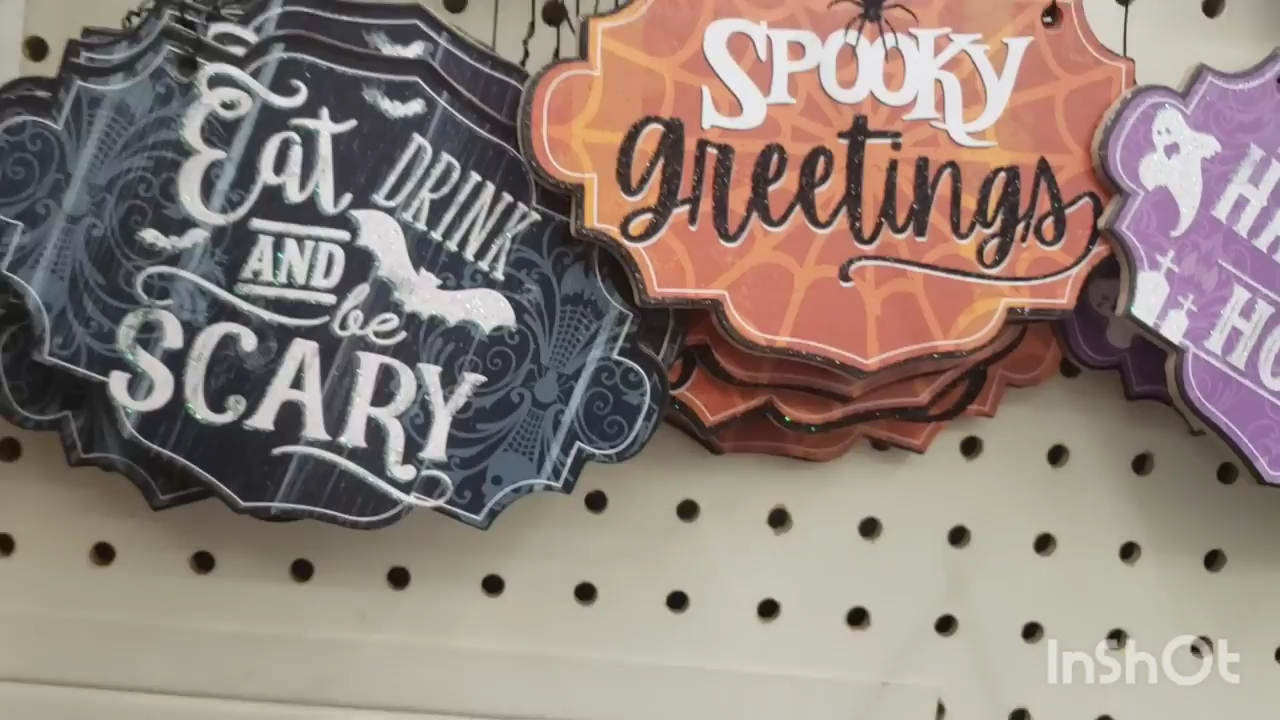 Eat DRINK
AND be
SCARY
SPOOKY
greetings
InShOt